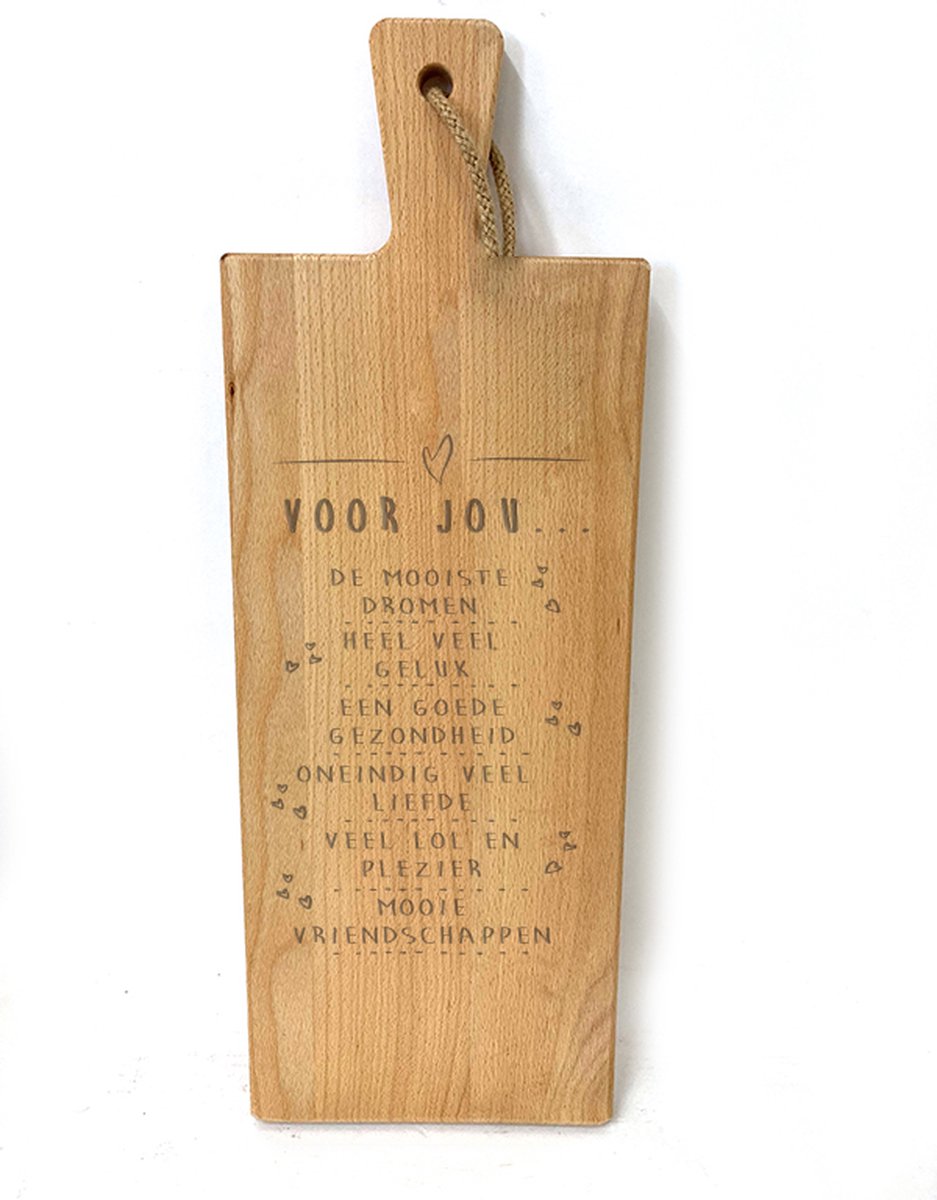 VOOR JOU...
DE MOOISTE
DROMEN
HEEL VEEL
GELUK
EEN GOEDE
GEZONDHEID
ONEINDIG VEEL
LIEFDE
VEEL LOL EN
PLEZIER
MOOIE
VRIENDSCHAPPEN